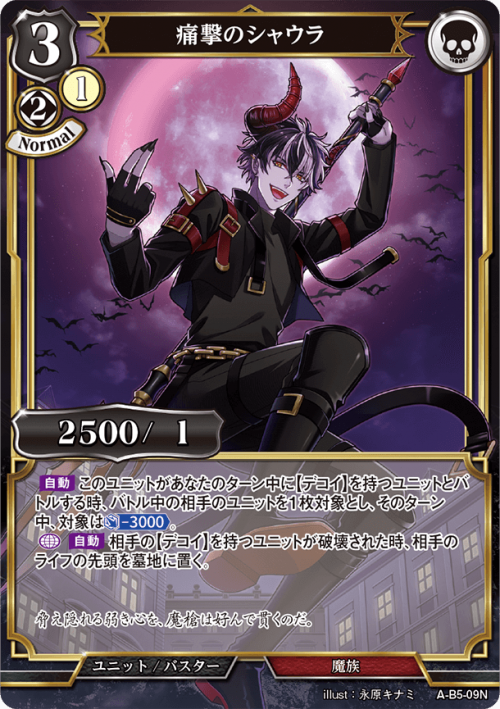 3
痛撃のシャウラ
2
1
Normal
2500/ 1
自動 このユニットがあなたのターン中に【デコイ】を持つユニットとバ
トルする時、バトル中の相手のユニットを1枚対象とし、そのターン
中、対象は -3000 。
自動 相手の【デコイ】を持つユニットが破壊された時、相手の
ライフの先頭を墓地に置く。
脅え隠れる弱き心を、魔槍は好んで貫くのだ。
ユニット / バスター
魔族
illust：永原キナミ
A-B5-09N